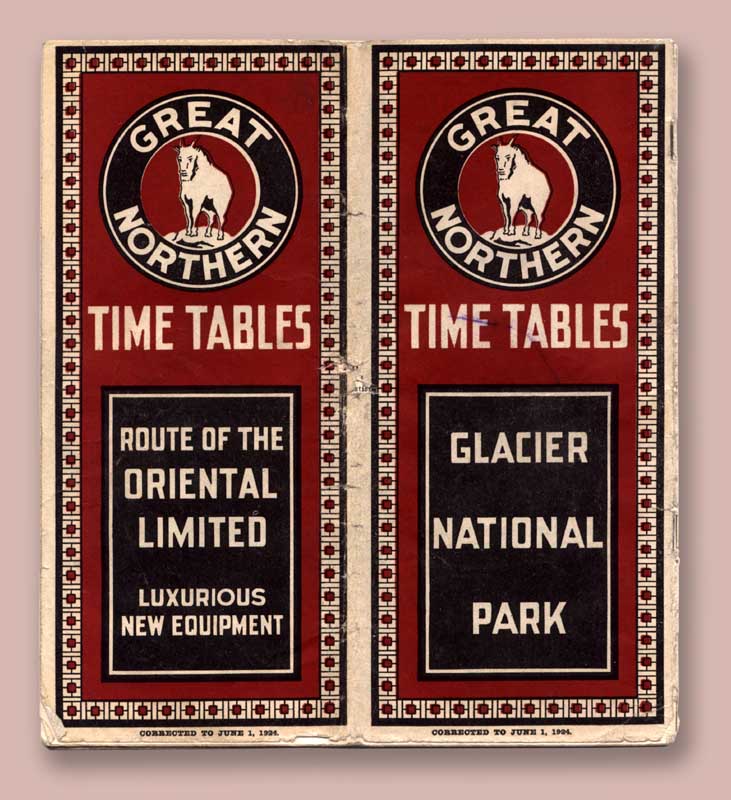 GREAT
NORTHERN
TIME TABLES
ROUTE OF THE
ORIENTAL
LIMITED
LUXURIOUS
NEW EQUIPMENT
CORRECTED TO JUNE 1, 1924.
GREAT
NORTHERN
TIME TABLES
GLACIER
NATIONAL
PARK
CORRECTED TO JUNE 1, 1924.